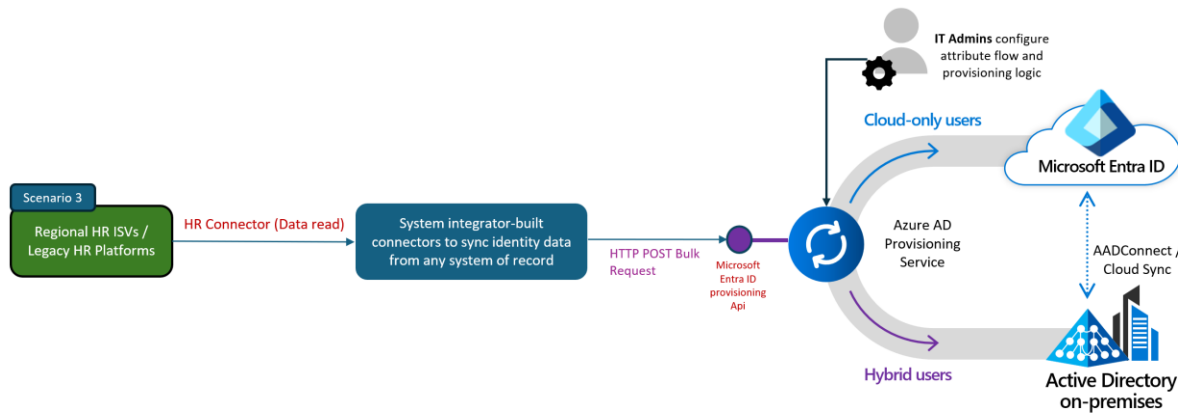 Scenario 3
Regional HR ISVs /
Legacy HR Platforms
HR Connector (Data read)
System integrator-built
connectors to sync identity data
from any system of record
HTTP POST Bulk
Request
Microsoft
Entra ID
provisioning
Api
IT Admins configure
attribute flow and
provisioning logic
Cloud-only users
Azure AD
Provisioning
Service
Hybrid users
Microsoft Entra ID
AADConnect /
Cloud Sync
Active Directory
on-premises